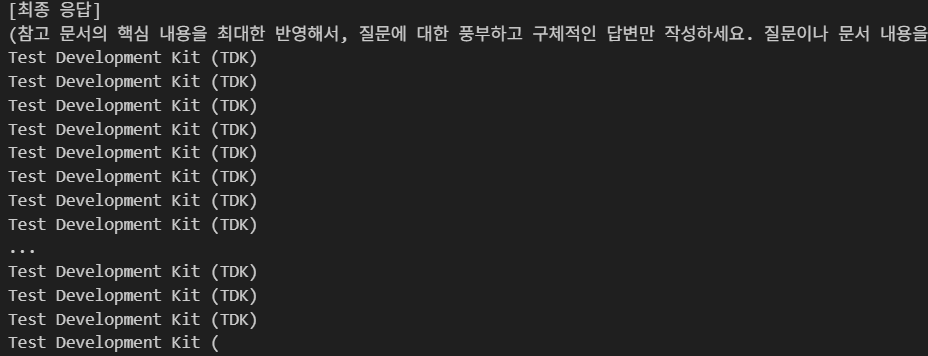 [최종 응답]
(참고 문서의 핵심 내용을 최대한 반영해서, 질문에 대한 풍부하고 구체적인 답변만 작성하세요. 질문이나 문서 내용을
Test Development Kit (TDK)
Test Development Kit (TDK)
Test Development Kit (TDK)
Test Development Kit (TDK)
Test Development Kit (TDK)
Test Development Kit (TDK)
Test Development Kit (TDK)
Test Development Kit (TDK)
...
Test Development Kit (TDK)
Test Development Kit (TDK)
Test Development Kit (TDK)
Test Development Kit (